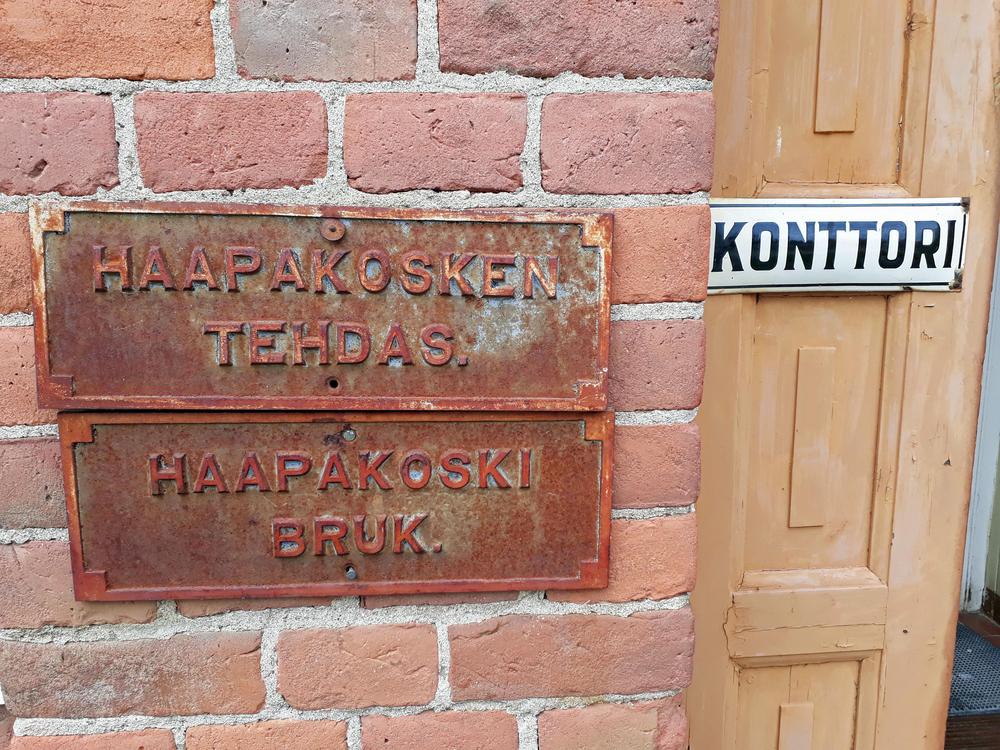 HAAPAKOSKEN
TEHDAS.
HAAPAKOSKI
BRUK.
KONTTORI